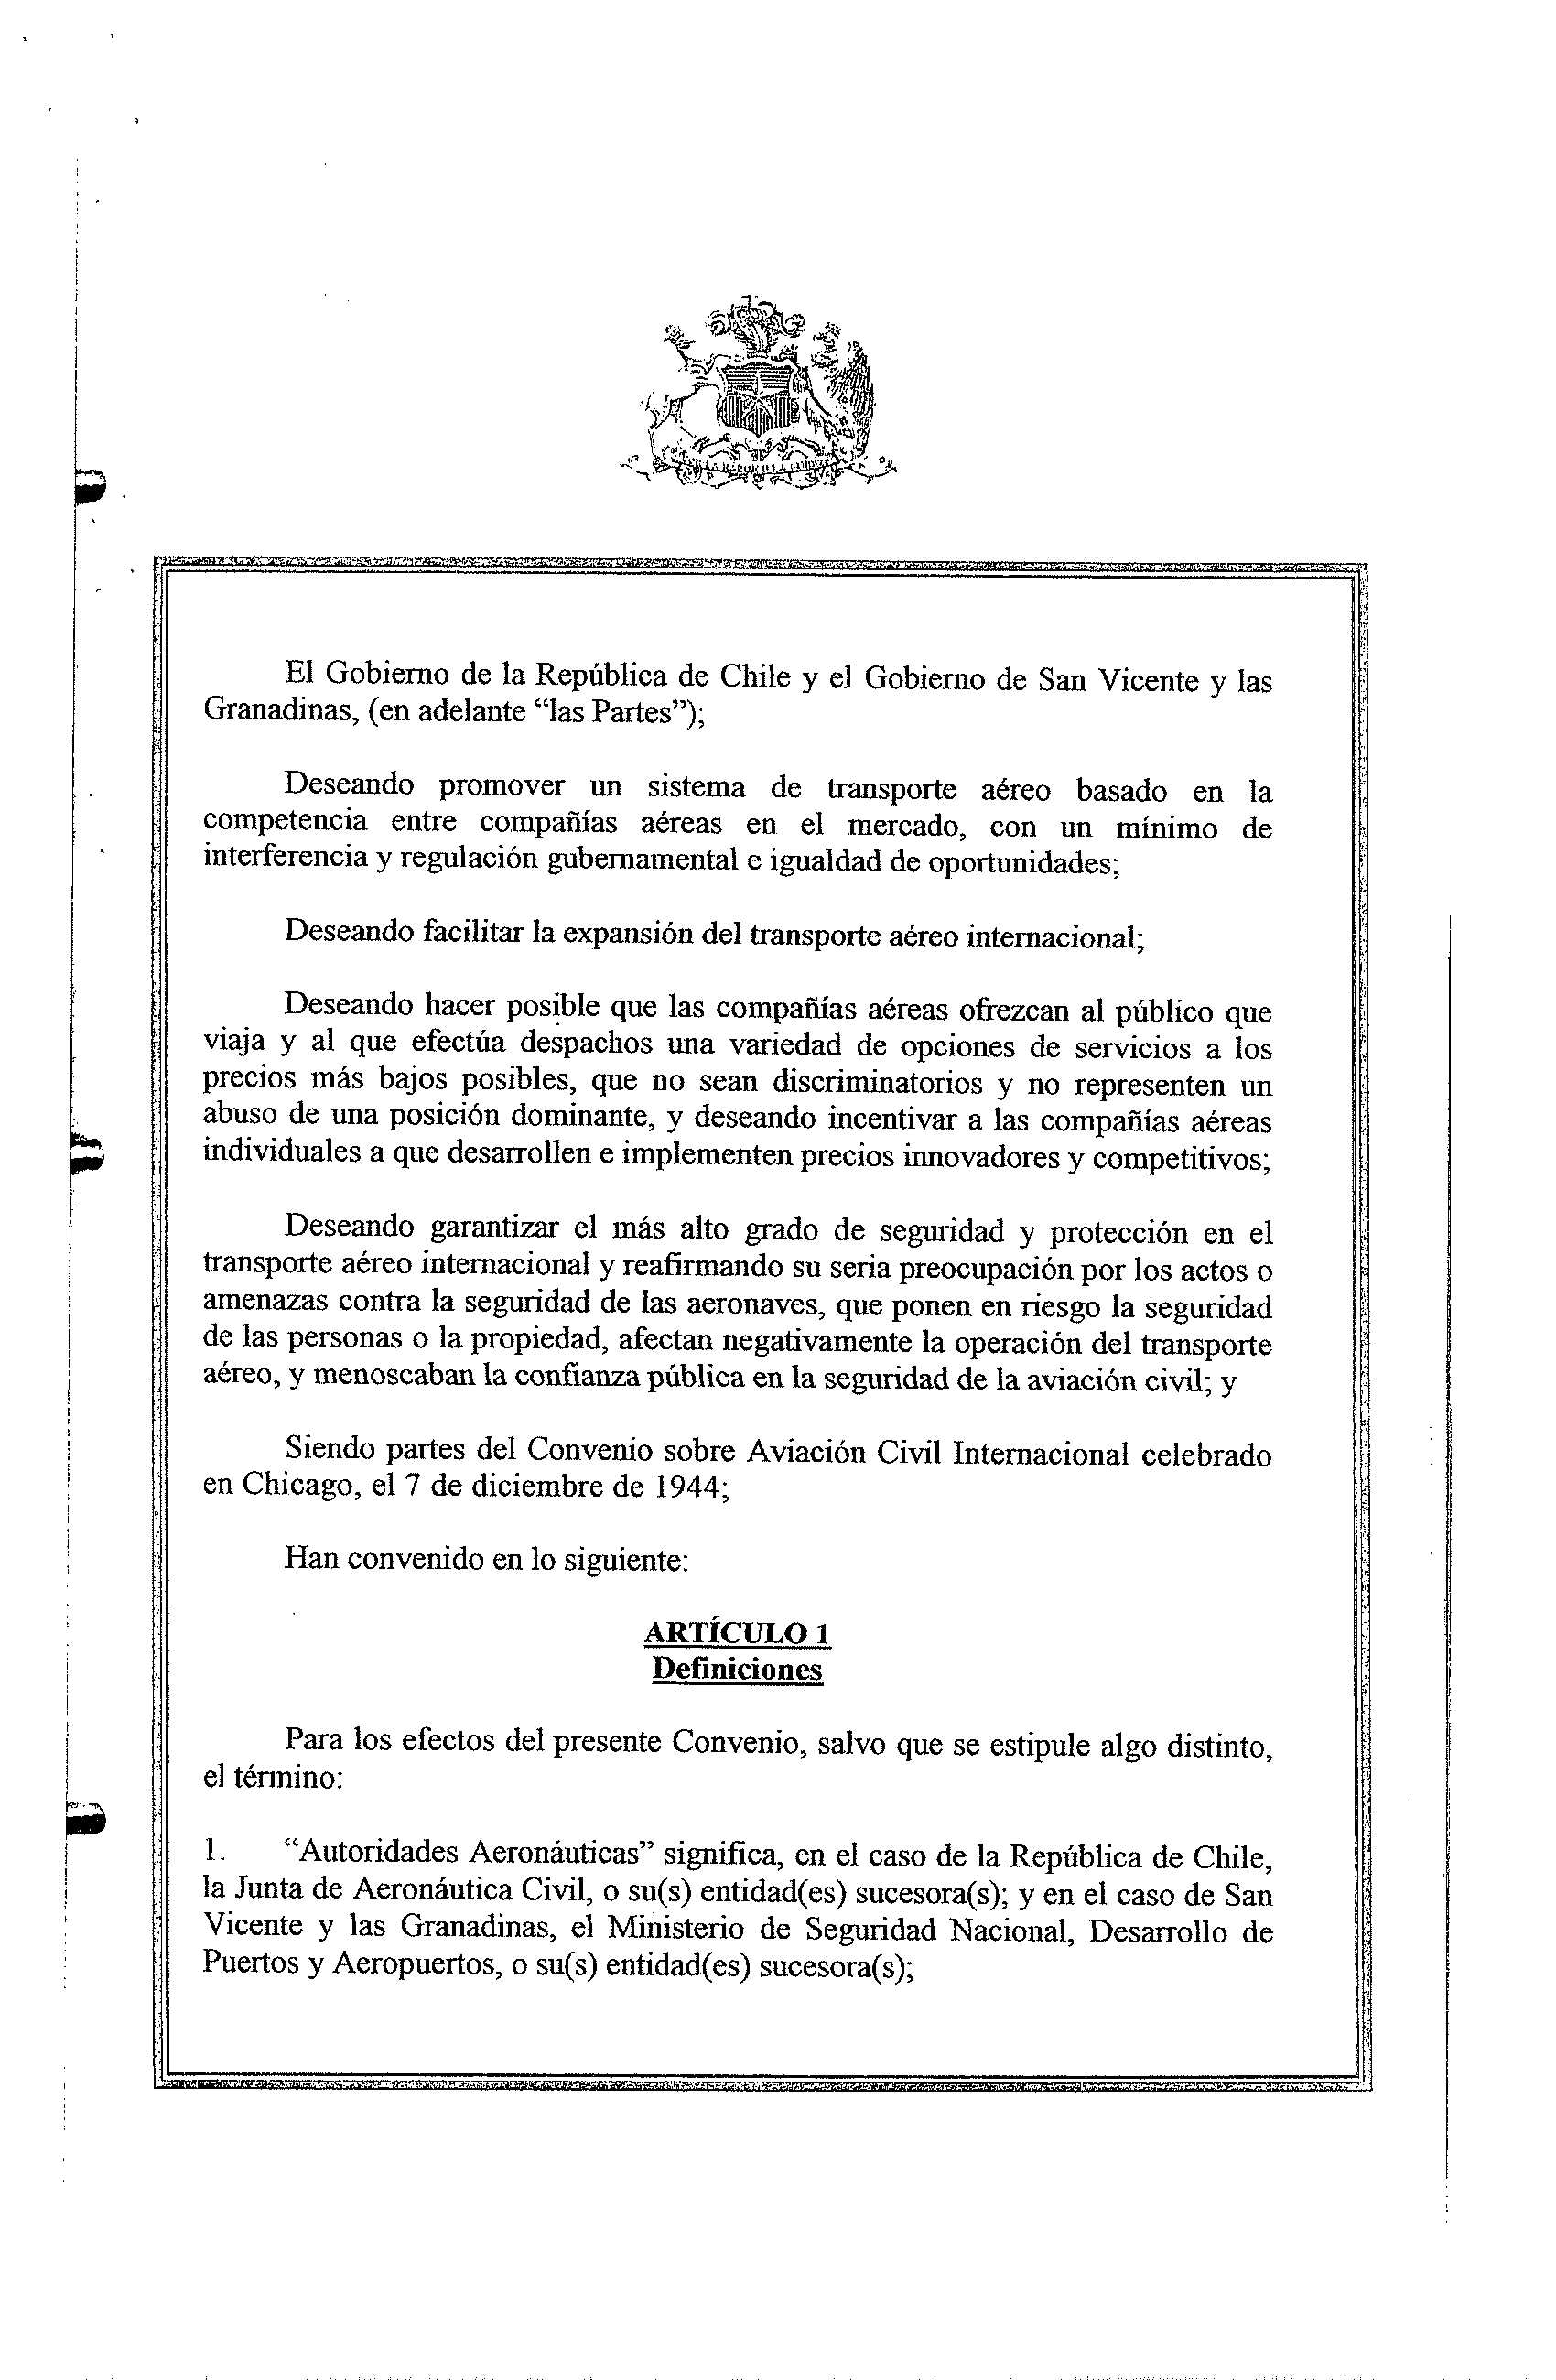 El Gobierno de la República de Chile y el Gobierno de San Vicente y las
Granadinas, (en adelante “las Partes”);
Deseando promover un sistema de transporte aéreo basado en la
competencia entre compañías aéreas en el mercado, con un mínimo de
interferencia y regulación gubernamental e igualdad de oportunidades;
Deseando facilitar la expansión del transporte aéreo internacional;
Deseando hacer posible que las compañías aéreas ofrezcan al público que
viaja y al que efectúa despachos una variedad de opciones de servicios a los
precios más bajos posibles, que no sean discriminatorios y no representen un
abuso de una posición dominante, y deseando incentivar a las compañías aéreas
individuales a que desarrollen e implementen precios innovadores y competitivos;
Deseando garantizar el más alto grado de seguridad y protección en el
transporte aéreo internacional y reafirmando su seria preocupación por los actos o
amenazas contra la seguridad de las aeronaves, que ponen en riesgo la seguridad
de las personas o la propiedad, afectan negativamente la operación del transporte
aéreo, y menoscaban la confianza pública en la seguridad de la aviación civil; y
Siendo partes del Convenio sobre Aviación Civil Internacional celebrado
en Chicago, el 7 de diciembre de 1944;
Han convenido en lo siguiente:
ARTÍCULO 1
Definiciones
Para los efectos del presente Convenio, salvo que se estipule algo distinto,
el término:
1. “Autoridades Aeronáuticas” significa, en el caso de la República de Chile,
la Junta de Aeronáutica Civil, o su(s) entidad(es) sucesora(s); y en el caso de San
Vicente y las Granadinas, el Ministerio de Seguridad Nacional, Desarrollo de
Puertos y Aeropuertos, o su(s) entidad(es) sucesora(s);